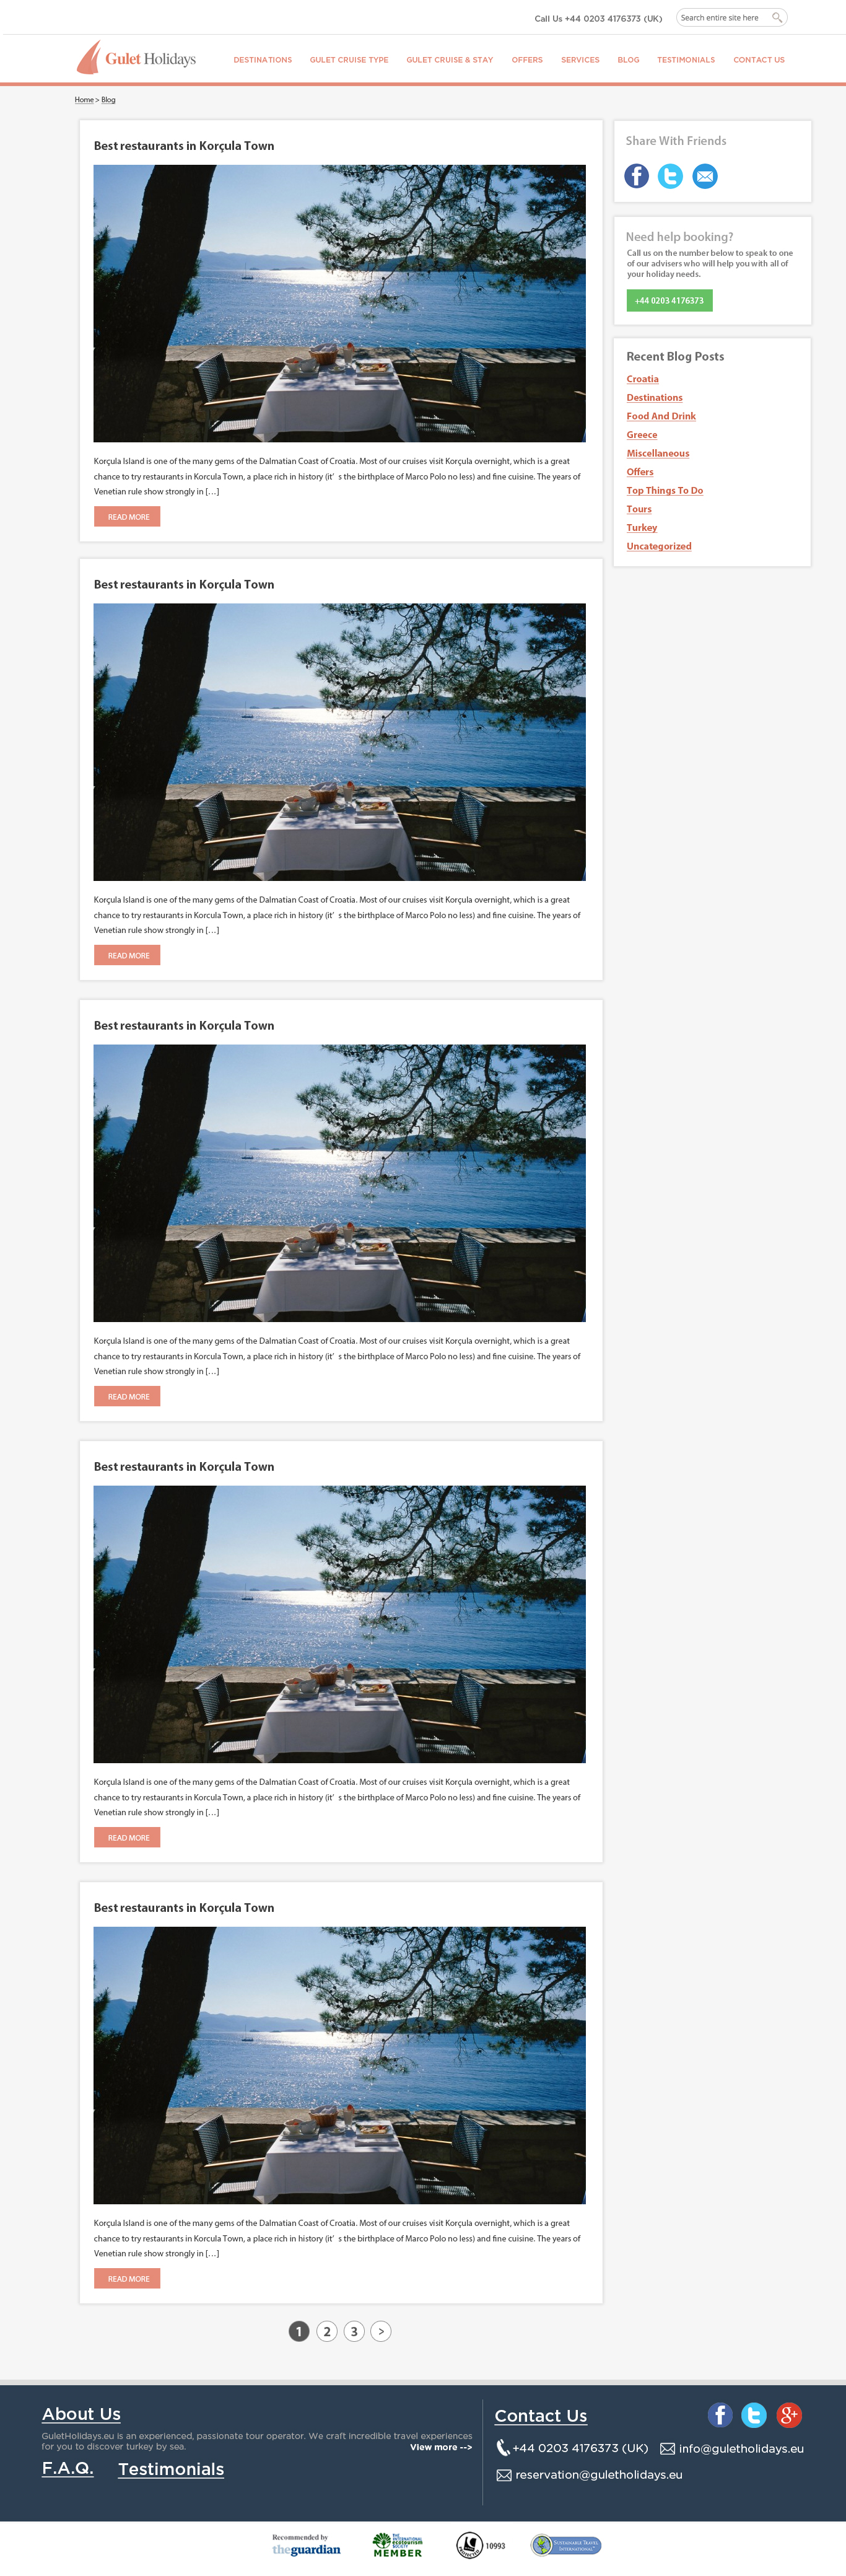 Call Us +44 0203 4176373 (UK)
Search entire site here
Gulet Holidays
DESTINATIONS
GULET CRUISE TYPE
GULET CRUISE & STAY
OFFERS
SERVICES
BLOG
TESTIMONIALS
CONTACT US
Home > Blog
Best restaurants in Korçula Town
Korçula Island is one of the many gems of the Dalmatian Coast of Croatia. Most of our cruises visit Korçula overnight, which is a great
chance to try restaurants in Korcula Town, a place rich in history (it’ s the birthplace of Marco Polo no less) and fine cuisine. The years of
Venetian rule show strongly in […]
READ MORE
Best restaurants in Korçula Town
Korçula Island is one of the many gems of the Dalmatian Coast of Croatia. Most of our cruises visit Korçula overnight, which is a great
chance to try restaurants in Korcula Town, a place rich in history (it’ s the birthplace of Marco Polo no less) and fine cuisine. The years of
Venetian rule show strongly in […]
READ MORE
Best restaurants in Korçula Town
Korçula Island is one of the many gems of the Dalmatian Coast of Croatia. Most of our cruises visit Korçula overnight, which is a great
chance to try restaurants in Korcula Town, a place rich in history (it’ s the birthplace of Marco Polo no less) and fine cuisine. The years of
Venetian rule show strongly in […]
READ MORE
Best restaurants in Korçula Town
Korçula Island is one of the many gems of the Dalmatian Coast of Croatia. Most of our cruises visit Korçula overnight, which is a great
chance to try restaurants in Korcula Town, a place rich in history (it’ s the birthplace of Marco Polo no less) and fine cuisine. The years of
Venetian rule show strongly in […]
READ MORE
Best restaurants in Korçula Town
Korçula Island is one of the many gems of the Dalmatian Coast of Croatia. Most of our cruises visit Korçula overnight, which is a great
chance to try restaurants in Korcula Town, a place rich in history (it’ s the birthplace of Marco Polo no less) and fine cuisine. The years of
Venetian rule show strongly in […]
READ MORE
1 2 3 >
Share With Friends
Need help booking?
Call us on the number below to speak to one
of our advisers who will help you with all of
your holiday needs.
+44 0203 4176373
Recent Blog Posts
Croatia
Destinations
Food And Drink
Greece
Miscellaneous
Offers
Top Things To Do
Tours
Turkey
Uncategorized
About Us
GuletHolidays.eu is an experienced, passionate tour operator. We craft incredible travel experiences
for you to discover turkey by sea.
View more -->
F.A.Q.
Testimonials
Contact Us
+44 0203 4176373 (UK)
info@guletholidays.eu
reservation@guletholidays.eu
Recommended by
theguardian
THE INTERNATIONAL
ecotourism
SOCIETY
MEMBER
10993
SUSTAINABLE TRAVEL
INTERNATIONAL